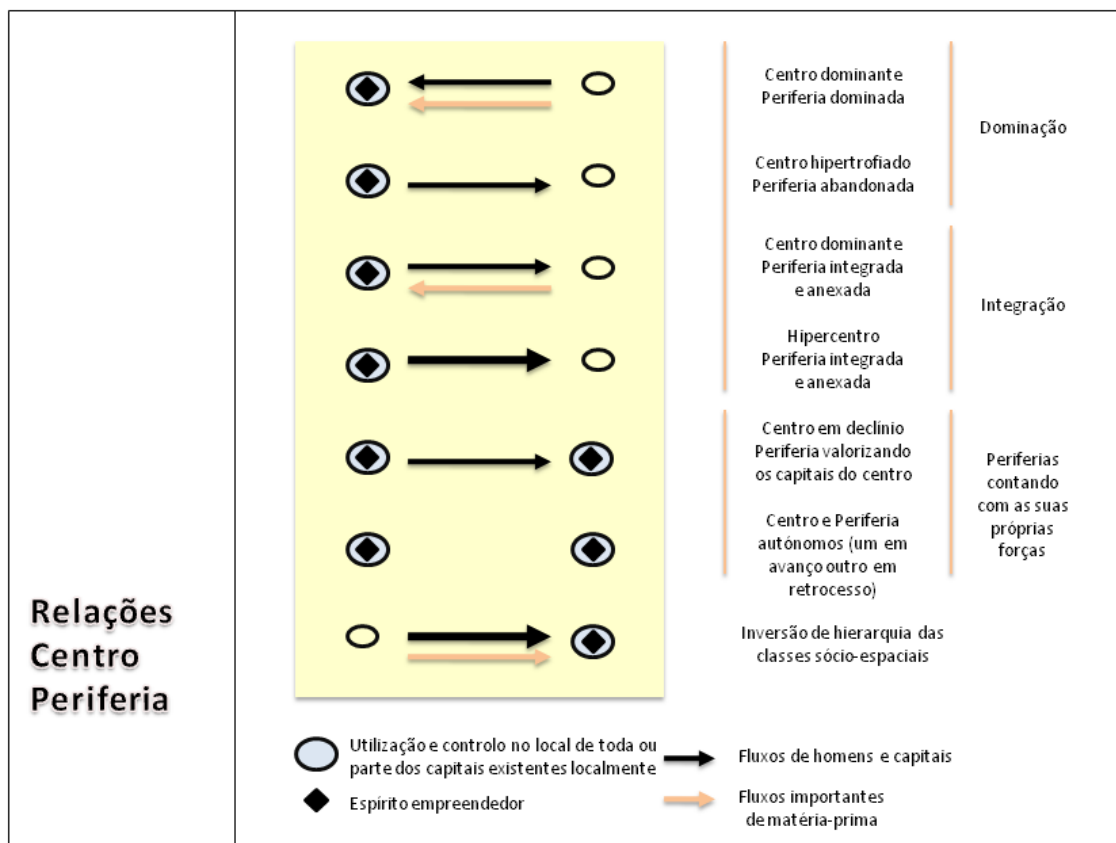 Relações
Centro
Periferia
Centro dominante
Periferia dominada
Centro hipertrofiado
Periferia abandonada
Dominação
Centro dominante
Periferia integrada
e anexada
Hipercentro
Periferia integrada
e anexada
Integração
Centro em declínio
Periferia valorizando
os capitais do centro
Centro e Periferia
autónomos (um em
avanço outro em
retrocesso)
Periferias
contando
com as suas
próprias
forças
Inversão de hierarquia das
classes sócio-espaciais
Utilização e controlo no local de toda ou
parte dos capitais existentes localmente
Espírito empreendedor
Fluxos de homens e capitais
Fluxos importantes
de matéria-prima